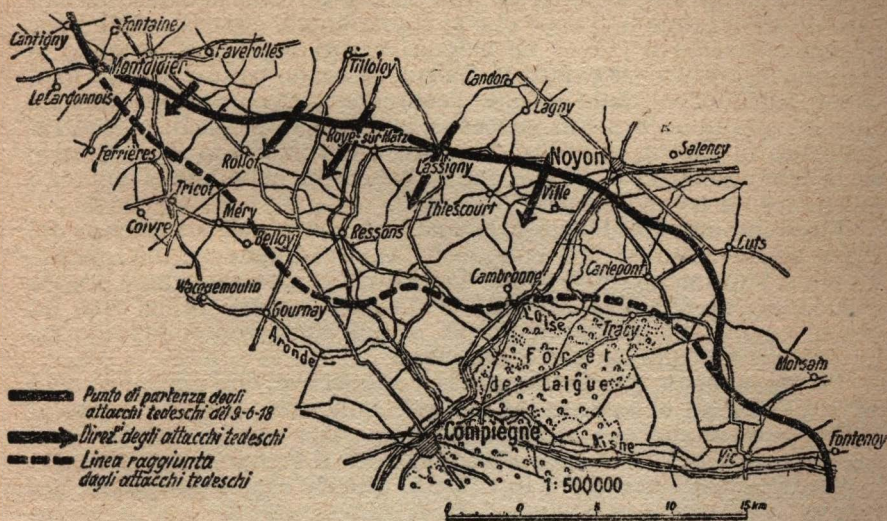 Cantigny
Fontaine
Faverolles
Montdidier
Tilloloy
Candor
Lagny
Le Cardonnois
Ferrières
Rollot
Roye-sur-Matz
Lassigny
Noyon
Salency
Tricot
Thiescourt
Ville
Coivre
Méry
Belloy
Ressons
Cuts
Wacquemoulin
Cambronne
Carlepont
Gournay
L'Oise
Tracy
Aronde
Forêt
de Laigue
Morsain
Compiègne
Aisne
Vic
Fontenoy
Punto di partenza degli
attacchi tedeschi del 9-6-18
Direz. degli attacchi tedeschi
Linea raggiunta
dagli attacchi tedeschi
1:500000
0 5 10 15 km